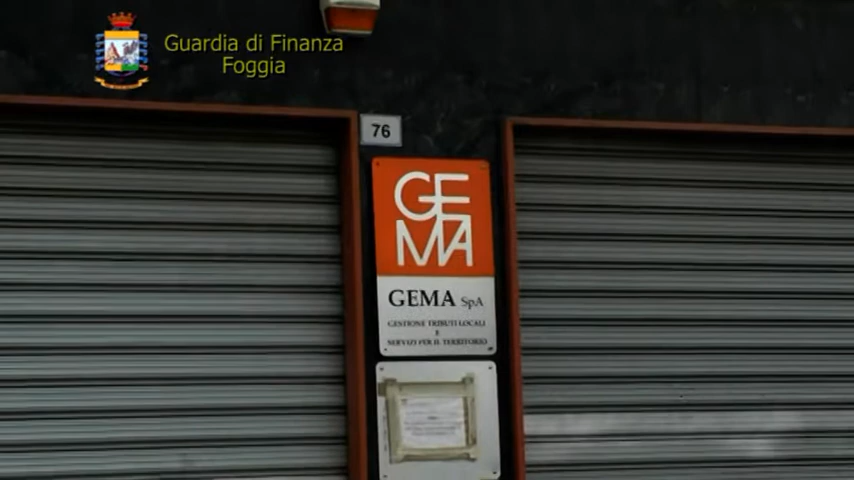 Guardia di Finanza
Foggia
76
GEMA
GEMA SpA
GESTIONE TRIBUTI LOCALI
E
SERVIZI PER IL TERRITORIO